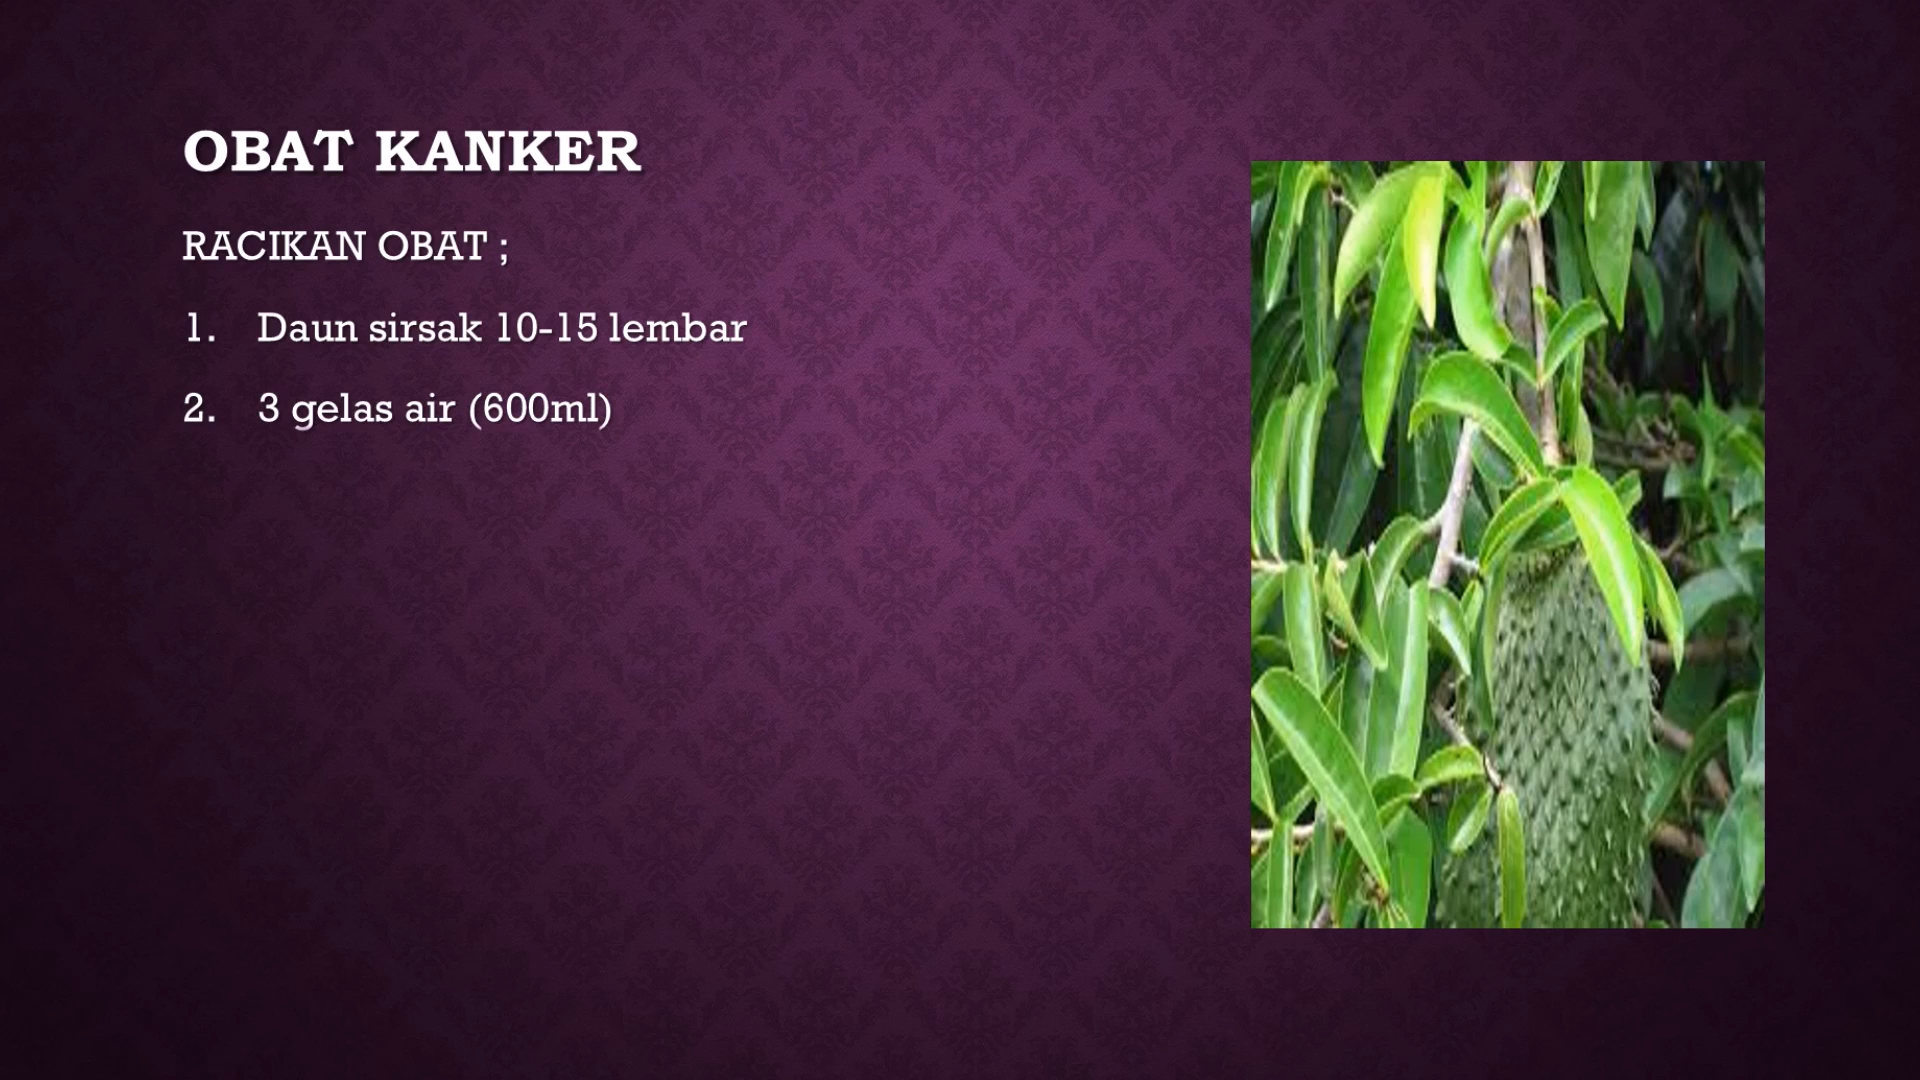 OBAT KANKER
RACIKAN OBAT ;
1. Daun sirsak 10-15 lembar
2. 3 gelas air (600ml)